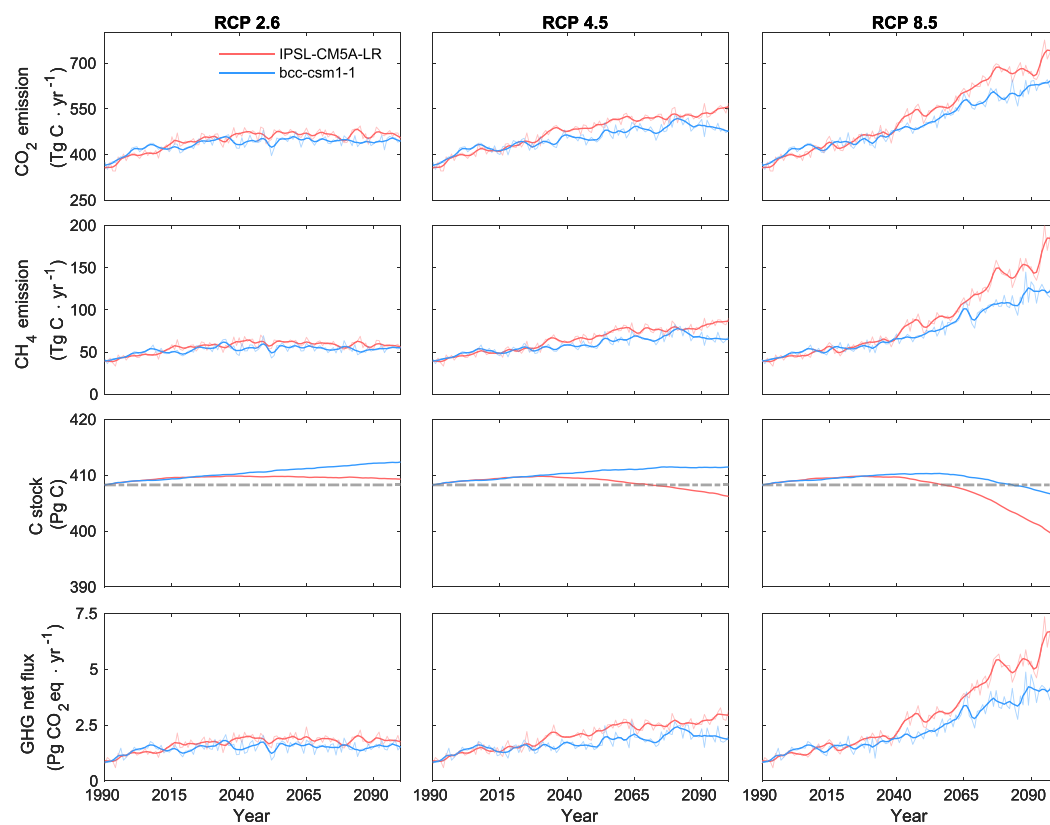 RCP 2.6 RCP 4.5 RCP 8.5
IPSL-CM5A-LR
bcc-csm1-1
CO2 emission
(Tg C · yr-1)
700
550
400
250
CH4 emission
(Tg C · yr-1)
200
150
100
50
0
C stock
(Pg C)
420
410
400
390
GHG net flux
(Pg CO2 eq · yr-1)
7.5
5
2.5
0
1990 2015 2040 2065 2090 1990 2015 2040 2065 2090 1990 2015 2040 2065 2090
Year Year Year